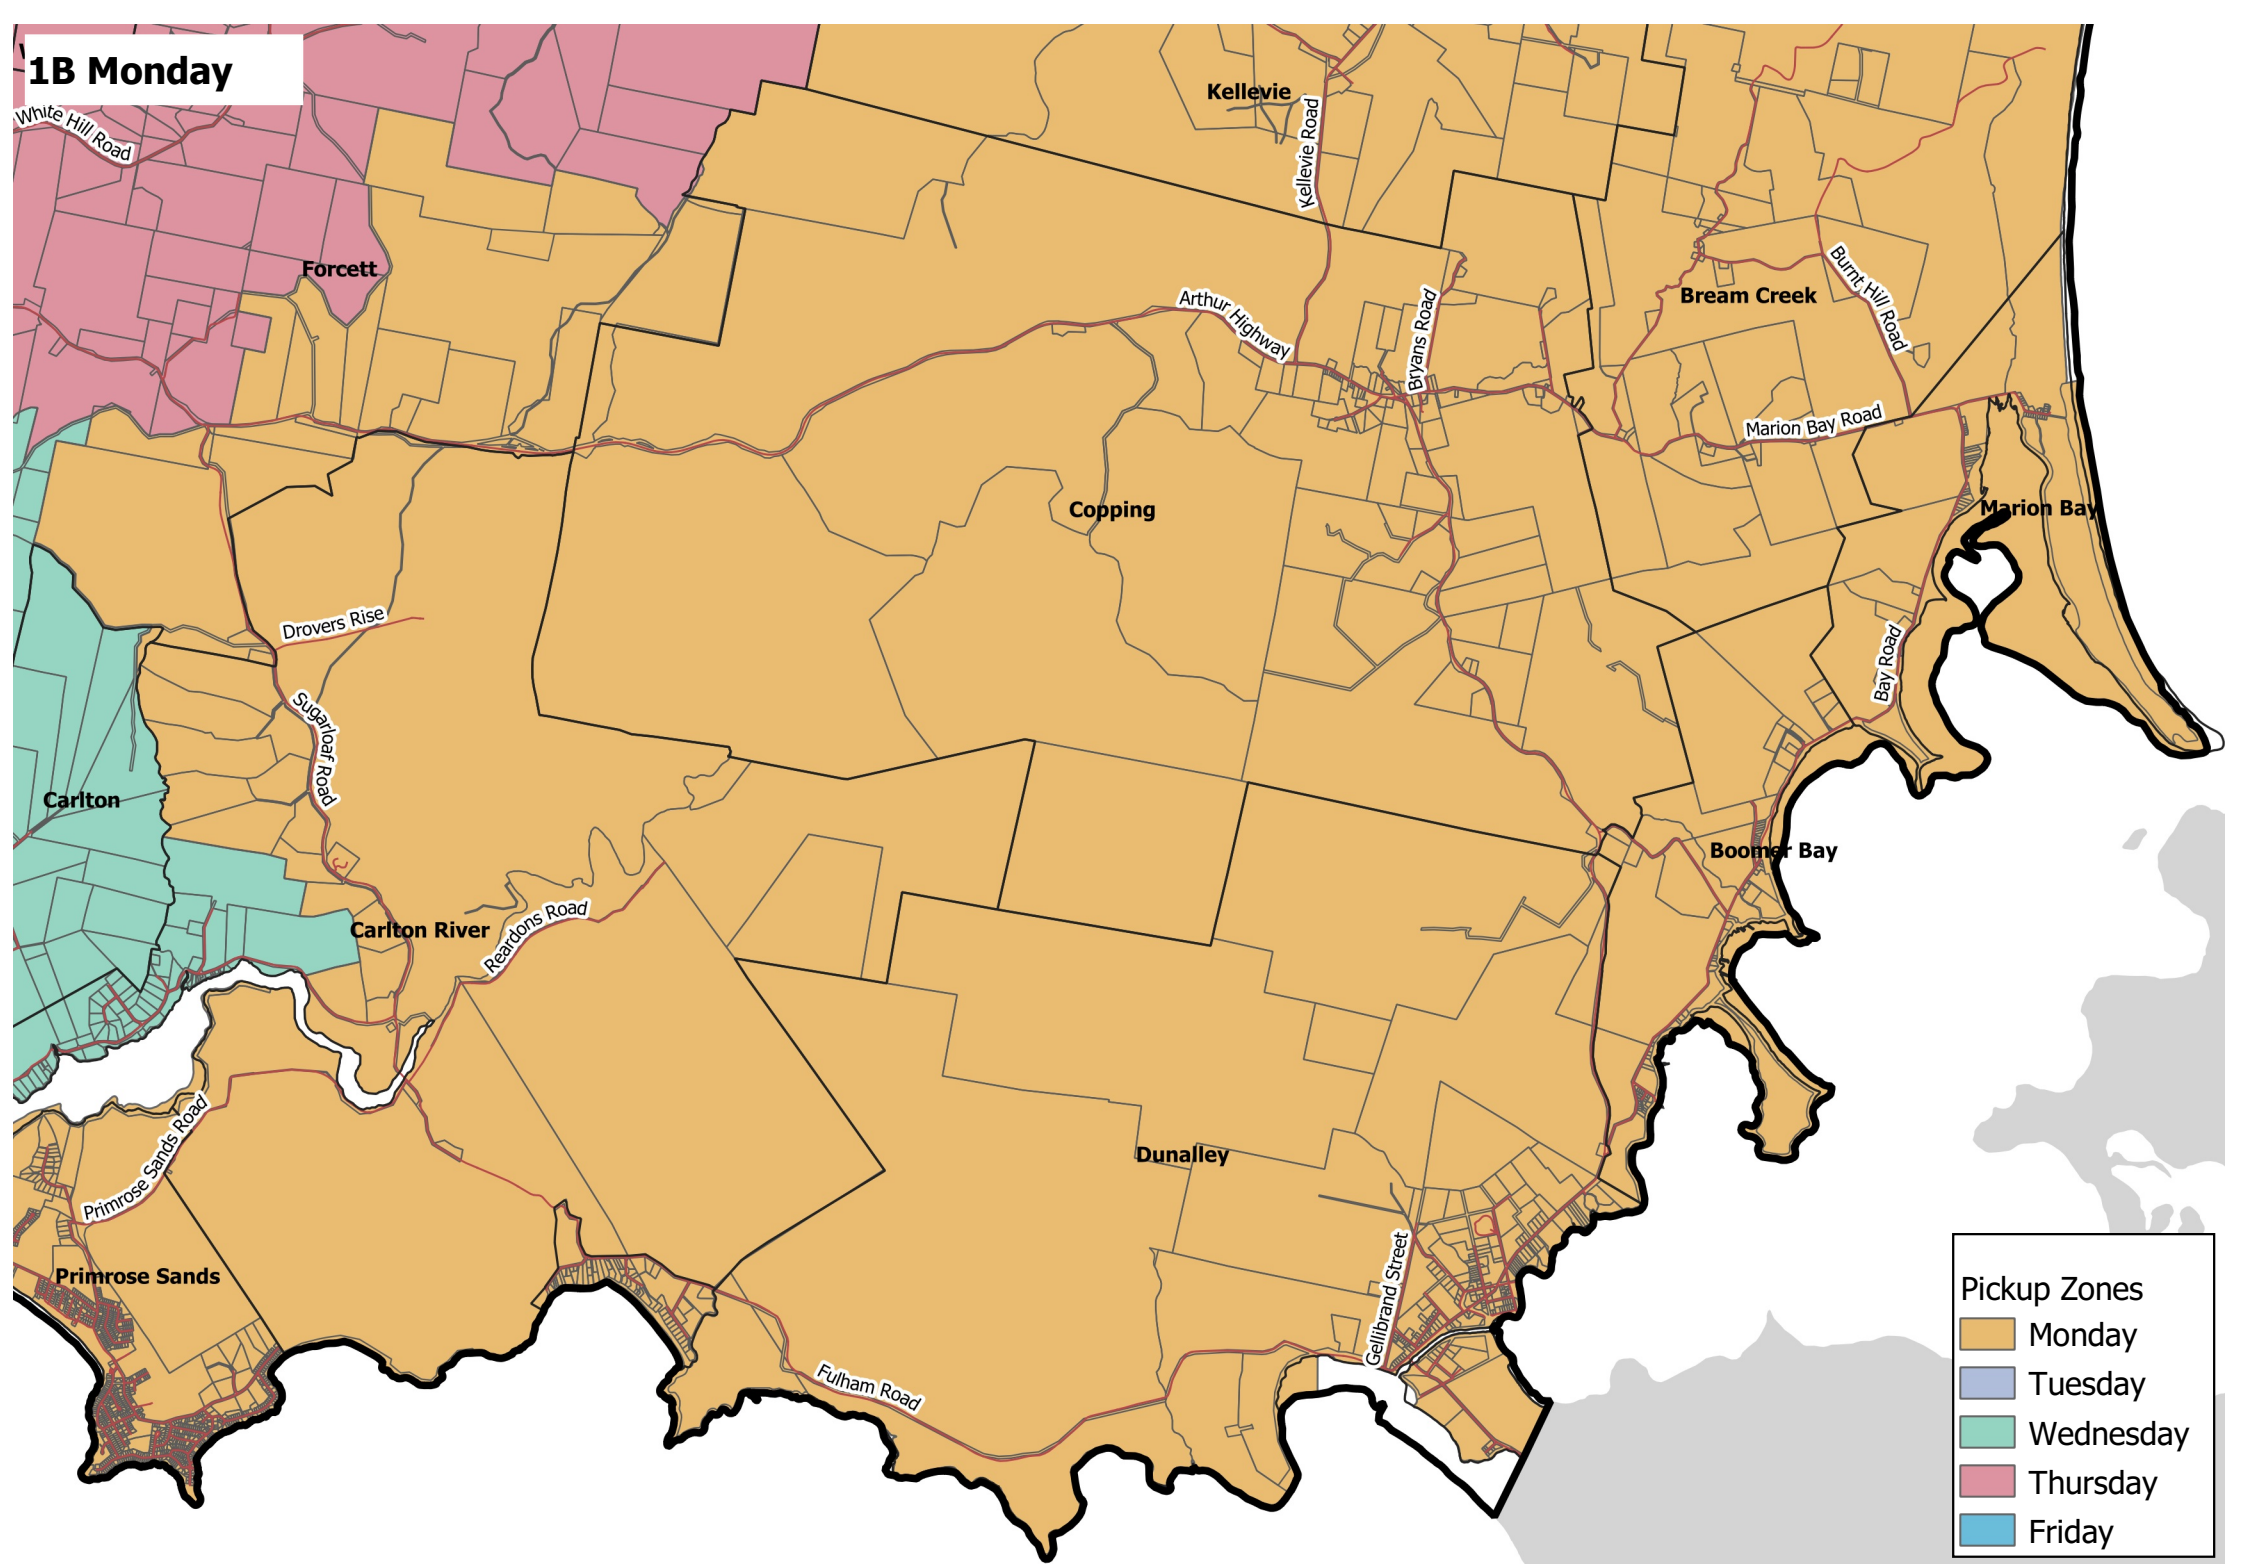 1B Monday
White Hill Road
Kellevie
Kellevie Road
Forcett
Arthur Highway
Bryans Road
Bream Creek
Burnt Hill Road
Marion Bay Road
Copping
Marion Bay
Drovers Rise
Bay Road
Sugarloaf Road
Carlton
Boomer Bay
Carlton River
Reardons Road
Primrose Sands Road
Dunalley
Primrose Sands
Gellibrand Street
Fulham Road
Pickup Zones
Monday
Tuesday
Wednesday
Thursday
Friday